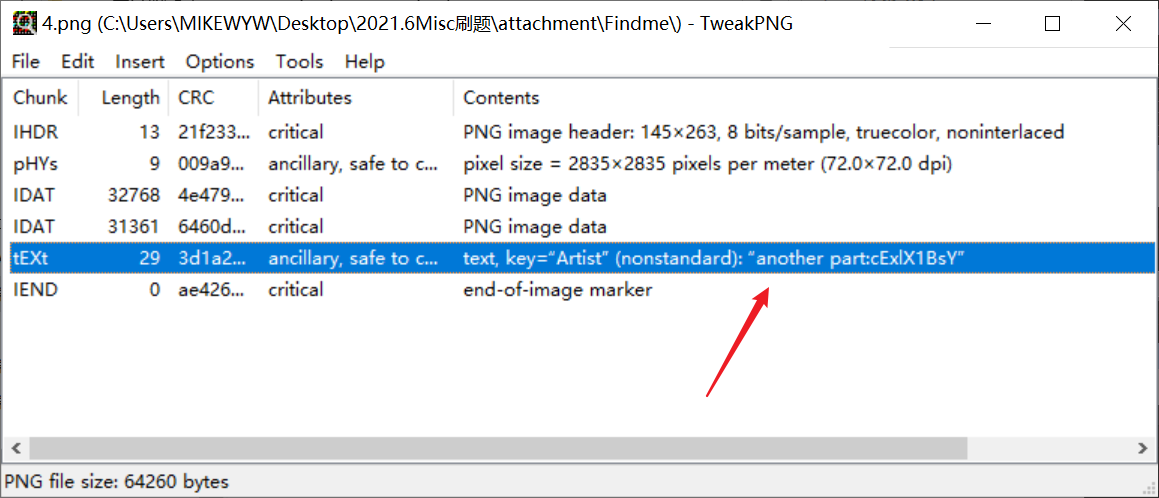 4.png (C:\Users\MIKEWYW\Desktop\2021.6Misc刷题\attachment\Findme\) - TweakPNG
File Edit Insert Options Tools Help
Chunk Length CRC Attributes Contents
IHDR 13 21f233... critical PNG image header: 145×263, 8 bits/sample, truecolor, noninterlaced
pHYs 9 009a9... ancillary, safe to c... pixel size = 2835×2835 pixels per meter (72.0×72.0 dpi)
IDAT 32768 4e479... critical PNG image data
IDAT 31361 6460d... critical PNG image data
tEXt 29 3d1a2... ancillary, safe to c... text, key=“Artist” (nonstandard): “another part:cExlX1BsY”
IEND 0 ae426... critical end-of-image marker
PNG file size: 64260 bytes